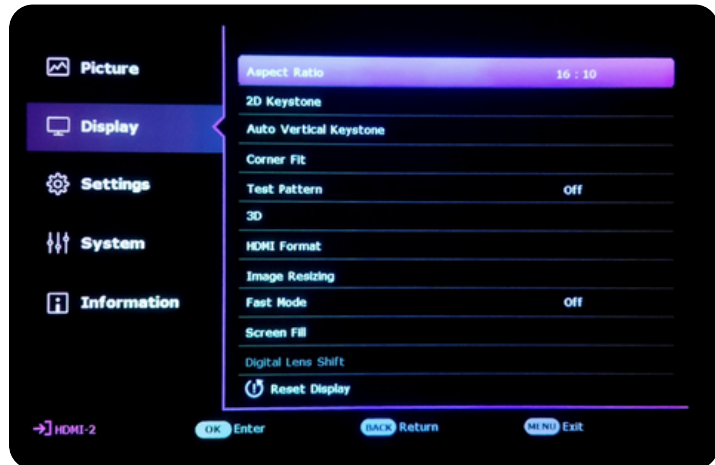 Picture
Display
Settings
System
Information
Aspect Ratio 16 : 10
2D Keystone
Auto Vertical Keystone
Corner Fit
Test Pattern Off
3D
HDMI Format
Image Resizing
Fast Mode Off
Screen Fill
Digital Lens Shift
Reset Display
HDMI-2
OK Enter
BACK Return
MENU Exit